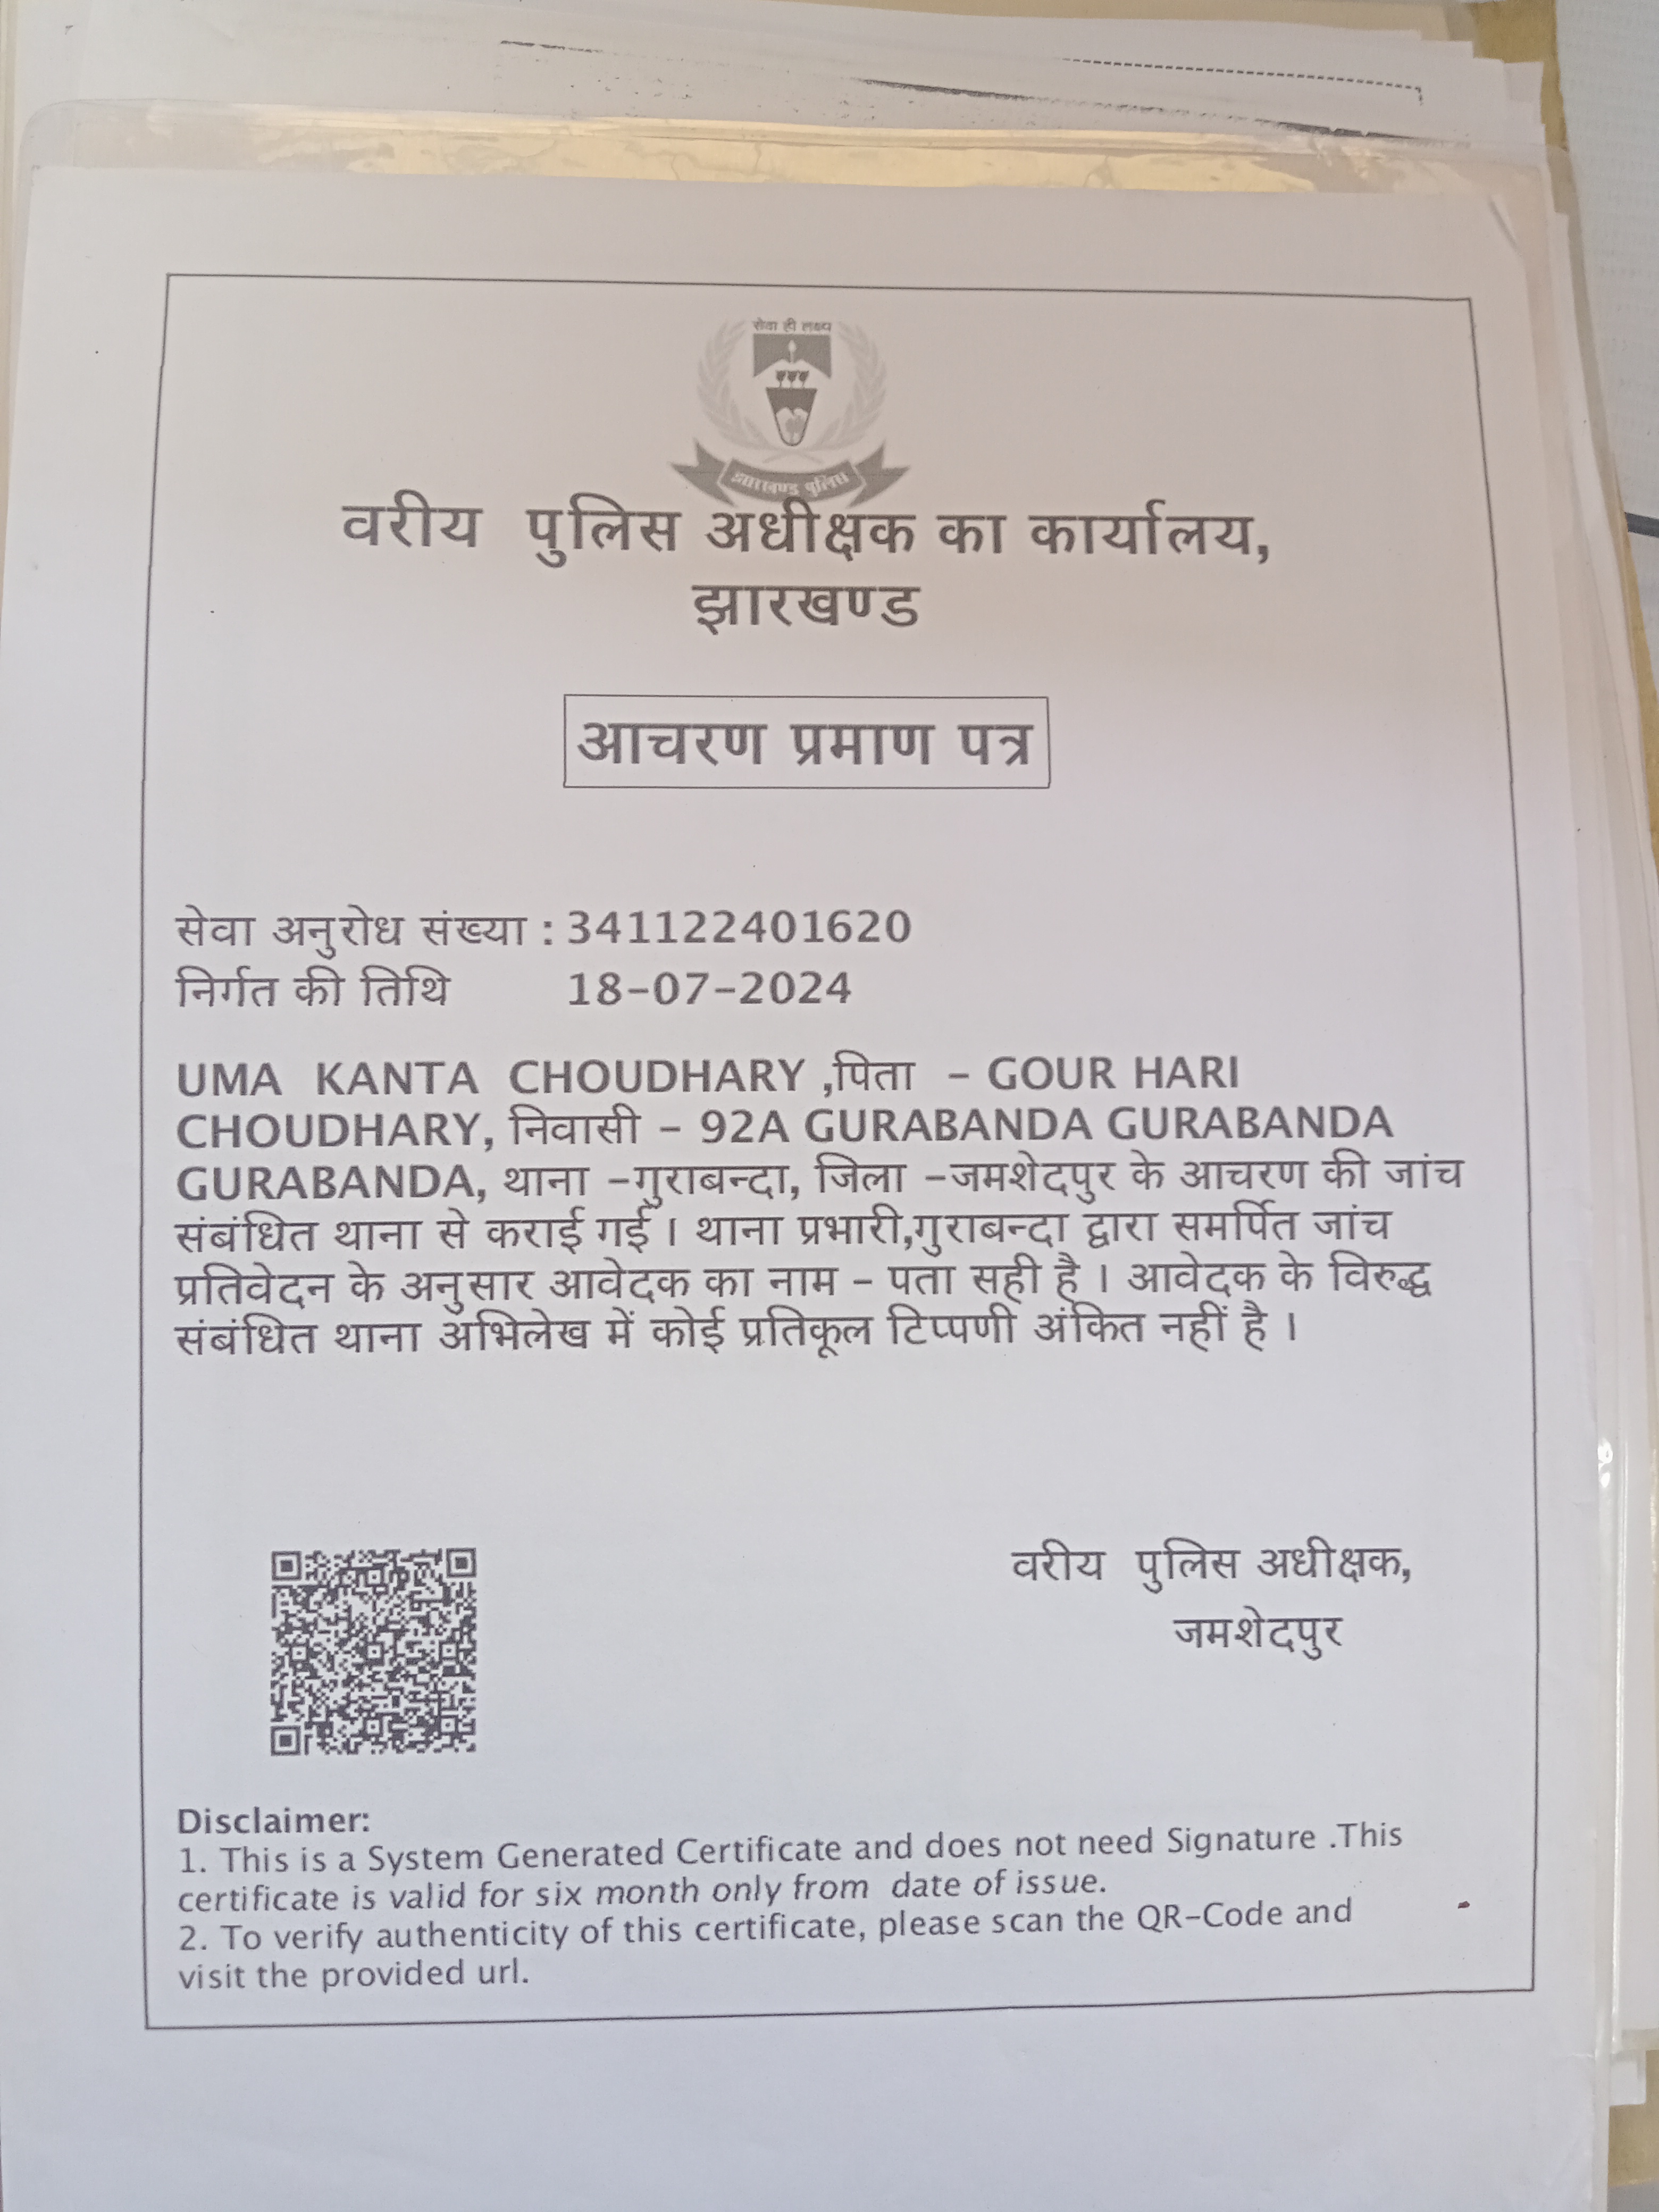 सेवा ही लक्ष्य
झारखण्ड पुलिस
वरीय पुलिस अधीक्षक का कार्यालय,
झारखण्ड
आचरण प्रमाण पत्र
सेवा अनुरोध संख्या : 341122401620
निर्गत की तिथि 18-07-2024
UMA KANTA CHOUDHARY ,पिता - GOUR HARI
CHOUDHARY, निवासी - 92A GURABANDA GURABANDA
GURABANDA, थाना -गुराबन्दा, जिला -जमशेदपुर के आचरण की जांच
संबंधित थाना से कराई गई । थाना प्रभारी,गुराबन्दा द्वारा समर्पित जांच
प्रतिवेदन के अनुसार आवेदक का नाम - पता सही है । आवेदक के विरुद्ध
संबंधित थाना अभिलेख में कोई प्रतिकूल टिप्पणी अंकित नहीं है ।
वरीय पुलिस अधीक्षक,
जमशेदपुर
Disclaimer:
1. This is a System Generated Certificate and does not need Signature .This
certificate is valid for six month only from date of issue.
2. To verify authenticity of this certificate, please scan the QR-Code and
visit the provided url.